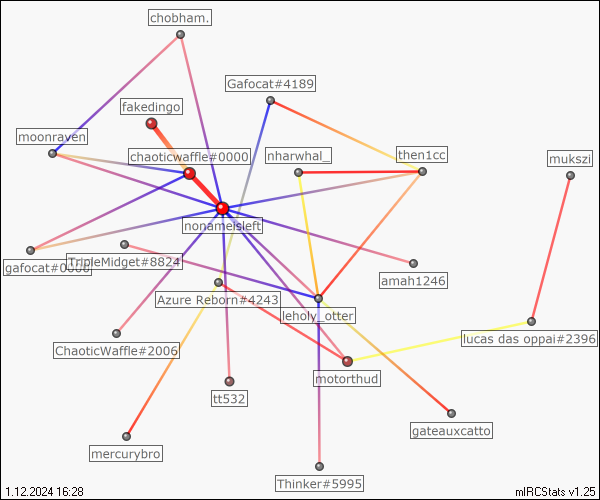 chobham.
Gafocat#4189
fakedingo
moonraven
chaoticwaffle#0000
nharwhal_
then1cc
mukszi
nonameisleft
gafocat#0000
TripleMidget#8824
amah1246
Azure Reborn#4243
leholy_otter
lucas das oppai#2396
ChaoticWaffle#2006
motorthud
tt532
gateauxcatto
mercurybro
Thinker#5995
1.12.2024 16:28
mIRCStats v1.25